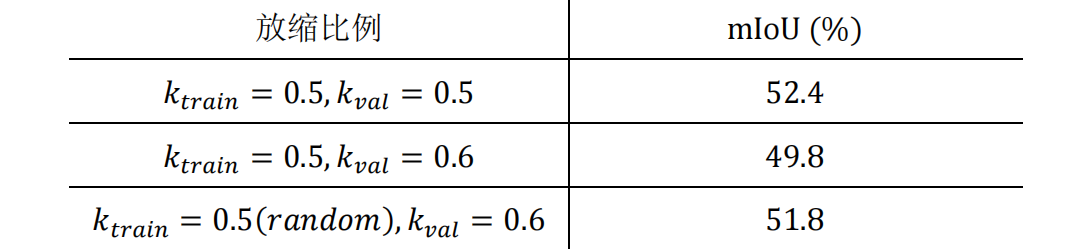 放缩比例 mIoU (%)
k_train = 0.5, k_val = 0.5 52.4
k_train = 0.5, k_val = 0.6 49.8
k_train = 0.5(random), k_val = 0.6 51.8